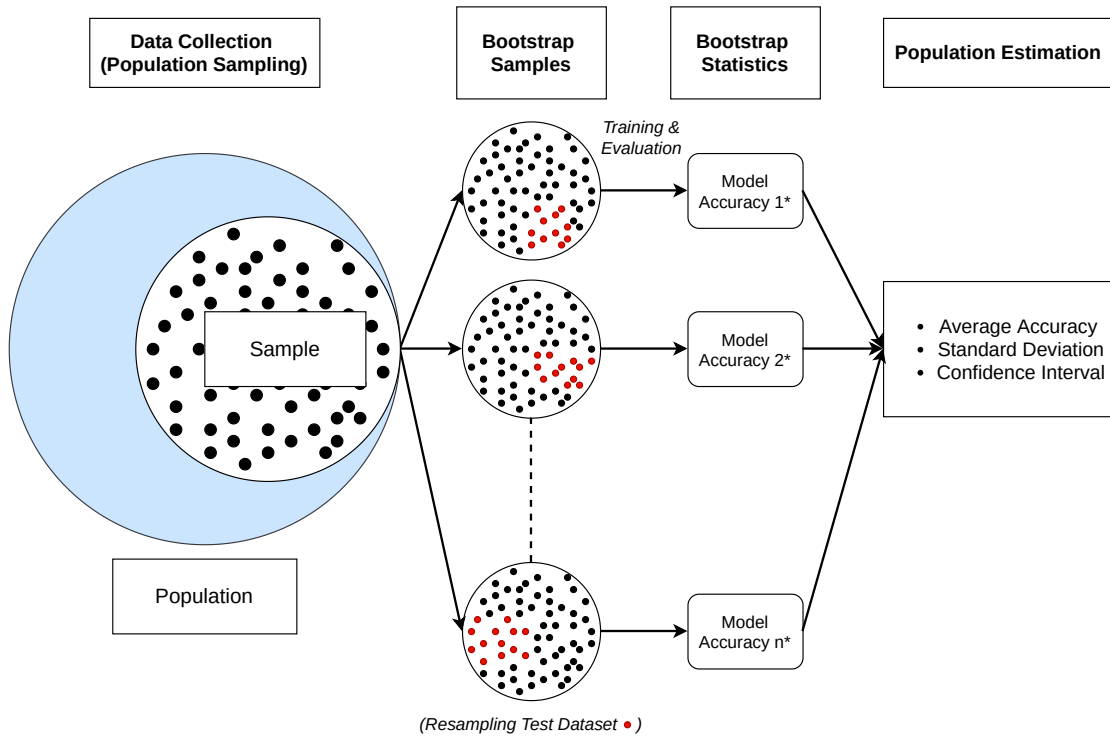 Data Collection
(Population Sampling)
Bootstrap
Samples
Bootstrap
Statistics
Population Estimation
Training &
Evaluation
Model
Accuracy 1*
Sample
Model
Accuracy 2*
• Average Accuracy
• Standard Deviation
• Confidence Interval
Population
Model
Accuracy n*
(Resampling Test Dataset • )